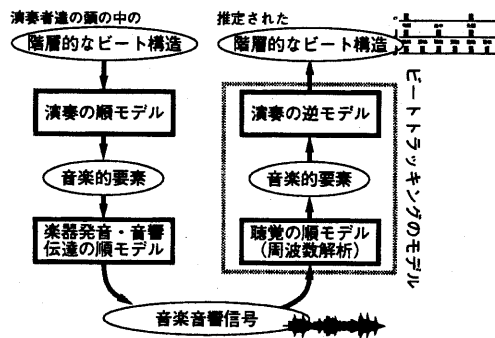 演奏者達の頭の中の
階層的なビート構造
演奏の順モデル
音楽的要素
楽器発音・音響
伝達の順モデル
音楽音響信号
推定された
階層的なビート構造
演奏の逆モデル
音楽的要素
聴覚の順モデル
(周波数解析)
ビートトラッキングのモデル